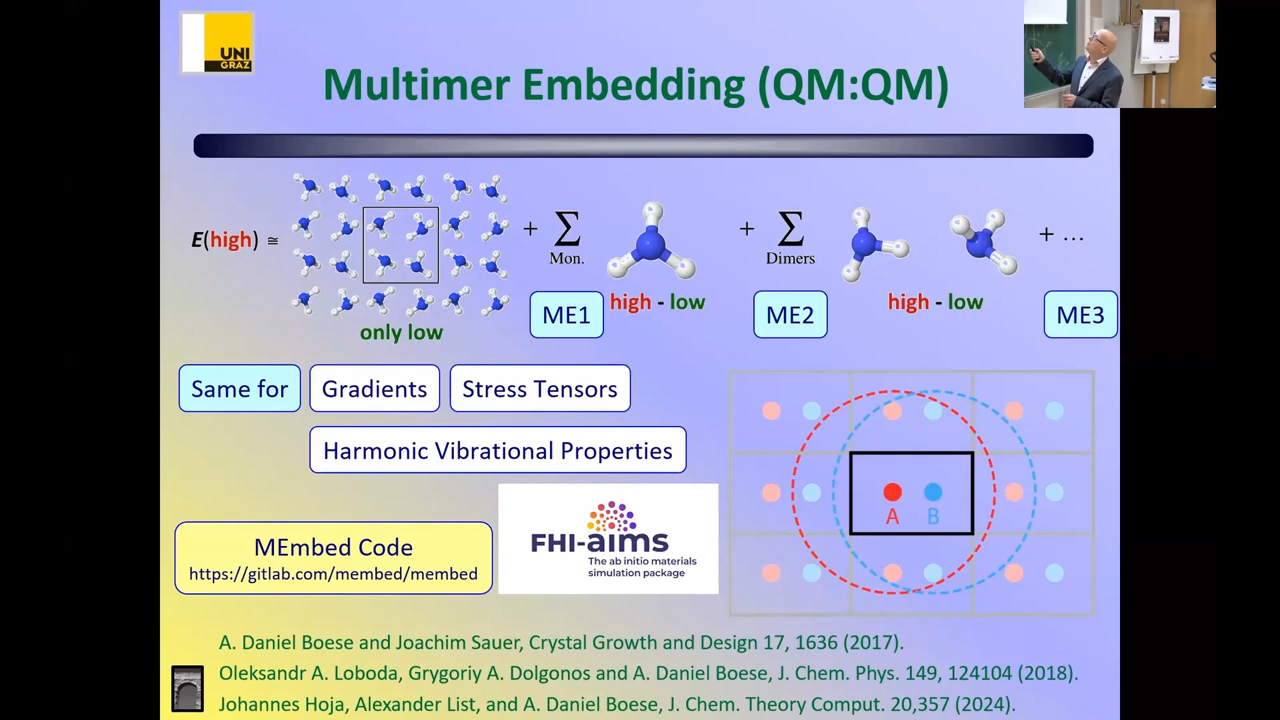 UNI
GRAZ
Multimer Embedding (QM:QM)
E(high) ≅
+ ∑
Mon.
+ ∑
Dimers
+ ...
only low
ME1
high - low
ME2
high - low
ME3
Same for
Gradients
Stress Tensors
Harmonic Vibrational Properties
A
B
MEmbed Code
https://gitlab.com/membed/membed
FHI-aims
The ab initio materials
simulation package
A. Daniel Boese and Joachim Sauer, Crystal Growth and Design 17, 1636 (2017).
Oleksandr A. Loboda, Grygoriy A. Dolgonos and A. Daniel Boese, J. Chem. Phys. 149, 124104 (2018).
Johannes Hoja, Alexander List, and A. Daniel Boese, J. Chem. Theory Comput. 20,357 (2024).